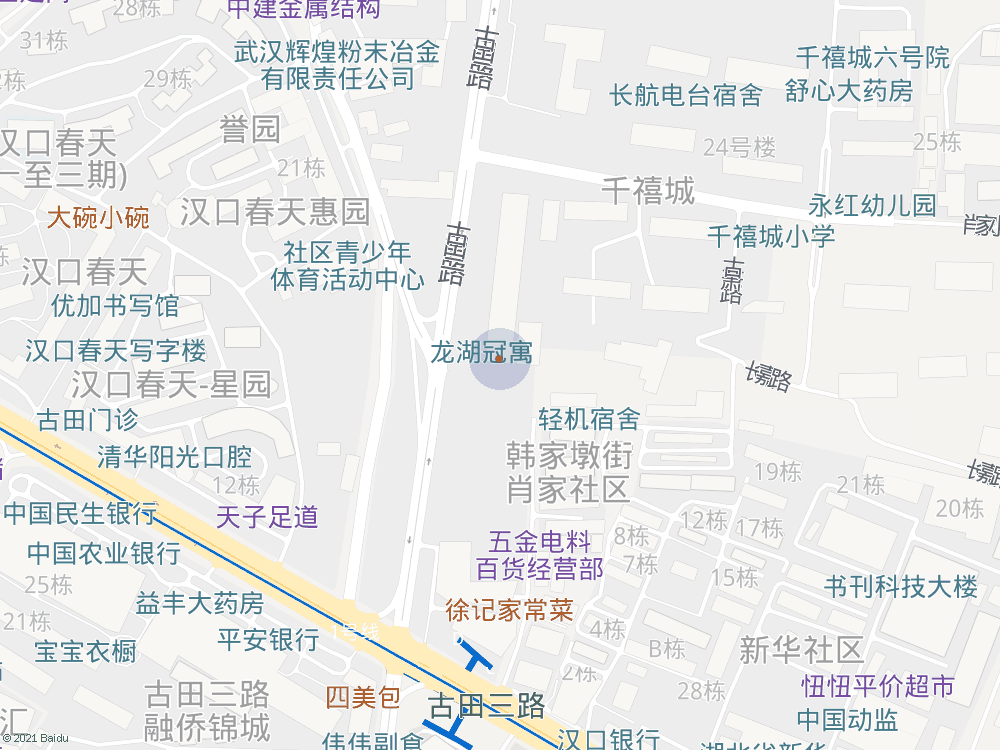 28栋
中建金属结构
31栋
武汉辉煌粉末冶金
有限责任公司
29栋
古田路
千禧城六号院
舒心大药房
长航电台宿舍
24号楼
25栋
誉园
汉口春天
一至三期)
21栋
千禧城
永红幼儿园
大碗小碗
汉口春天惠园
千禧城小学
社区青少年
体育活动中心
古田路
汉口春天
优加书写馆
汉口春天写字楼
龙湖冠寓
汉口春天-星园
长嘉路
古田门诊
轻机宿舍
清华阳光口腔
韩家墩街
肖家社区
12栋
19栋
21栋
长嘉路
中国民生银行
天子足道
20栋
12栋
17栋
8栋
7栋
五金电料
百货经营部
中国农业银行
25栋
15栋
书刊科技大楼
益丰大药房
徐记家常菜
21栋
1号线
平安银行
4栋
B栋
宝宝衣橱
新华社区
2栋
古田三路
融侨锦城
四美包
古田三路
28栋
忸忸平价超市
中国动监
汇
伟伟副食
汉口银行
© 2021 Baidu